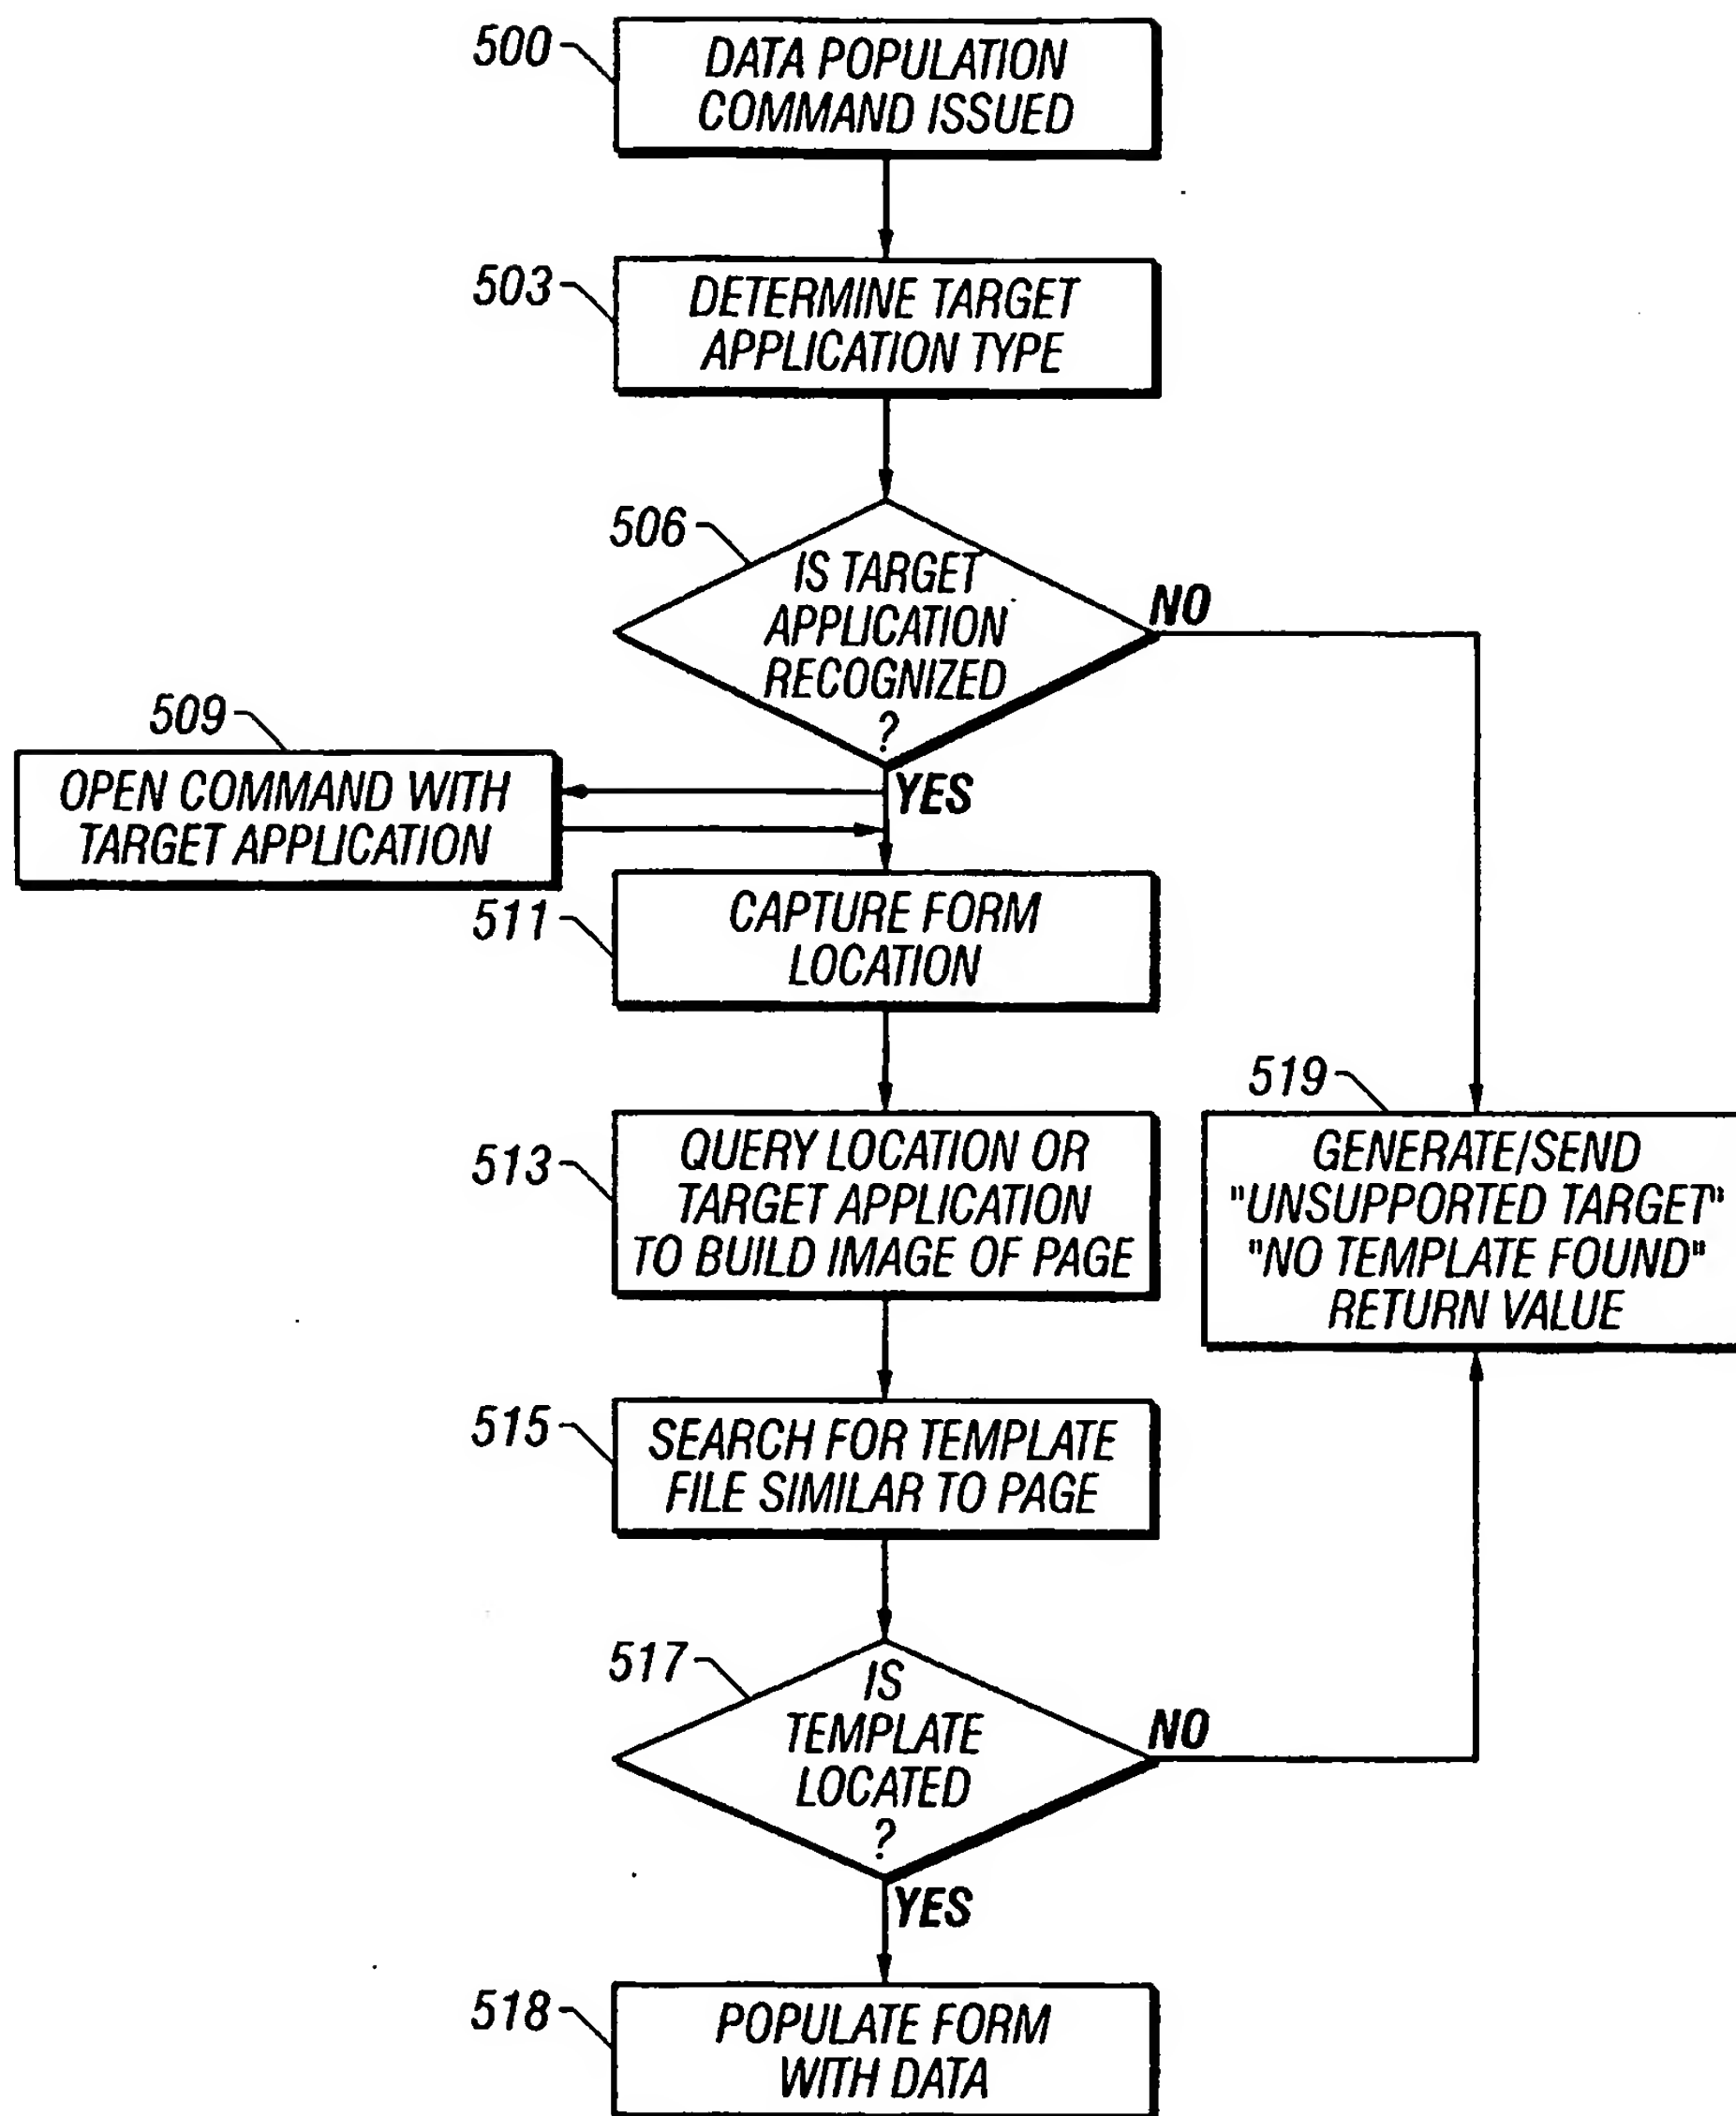 500
DATA POPULATION
COMMAND ISSUED
503
DETERMINE TARGET
APPLICATION TYPE
506
IS TARGET
APPLICATION
RECOGNIZED
?
NO
YES
509
OPEN COMMAND WITH
TARGET APPLICATION
511
CAPTURE FORM
LOCATION
513
QUERY LOCATION OR
TARGET APPLICATION
TO BUILD IMAGE OF PAGE
519
GENERATE/SEND
"UNSUPPORTED TARGET"
"NO TEMPLATE FOUND"
RETURN VALUE
515
SEARCH FOR TEMPLATE
FILE SIMILAR TO PAGE
517
IS
TEMPLATE
LOCATED
?
NO
YES
518
POPULATE FORM
WITH DATA